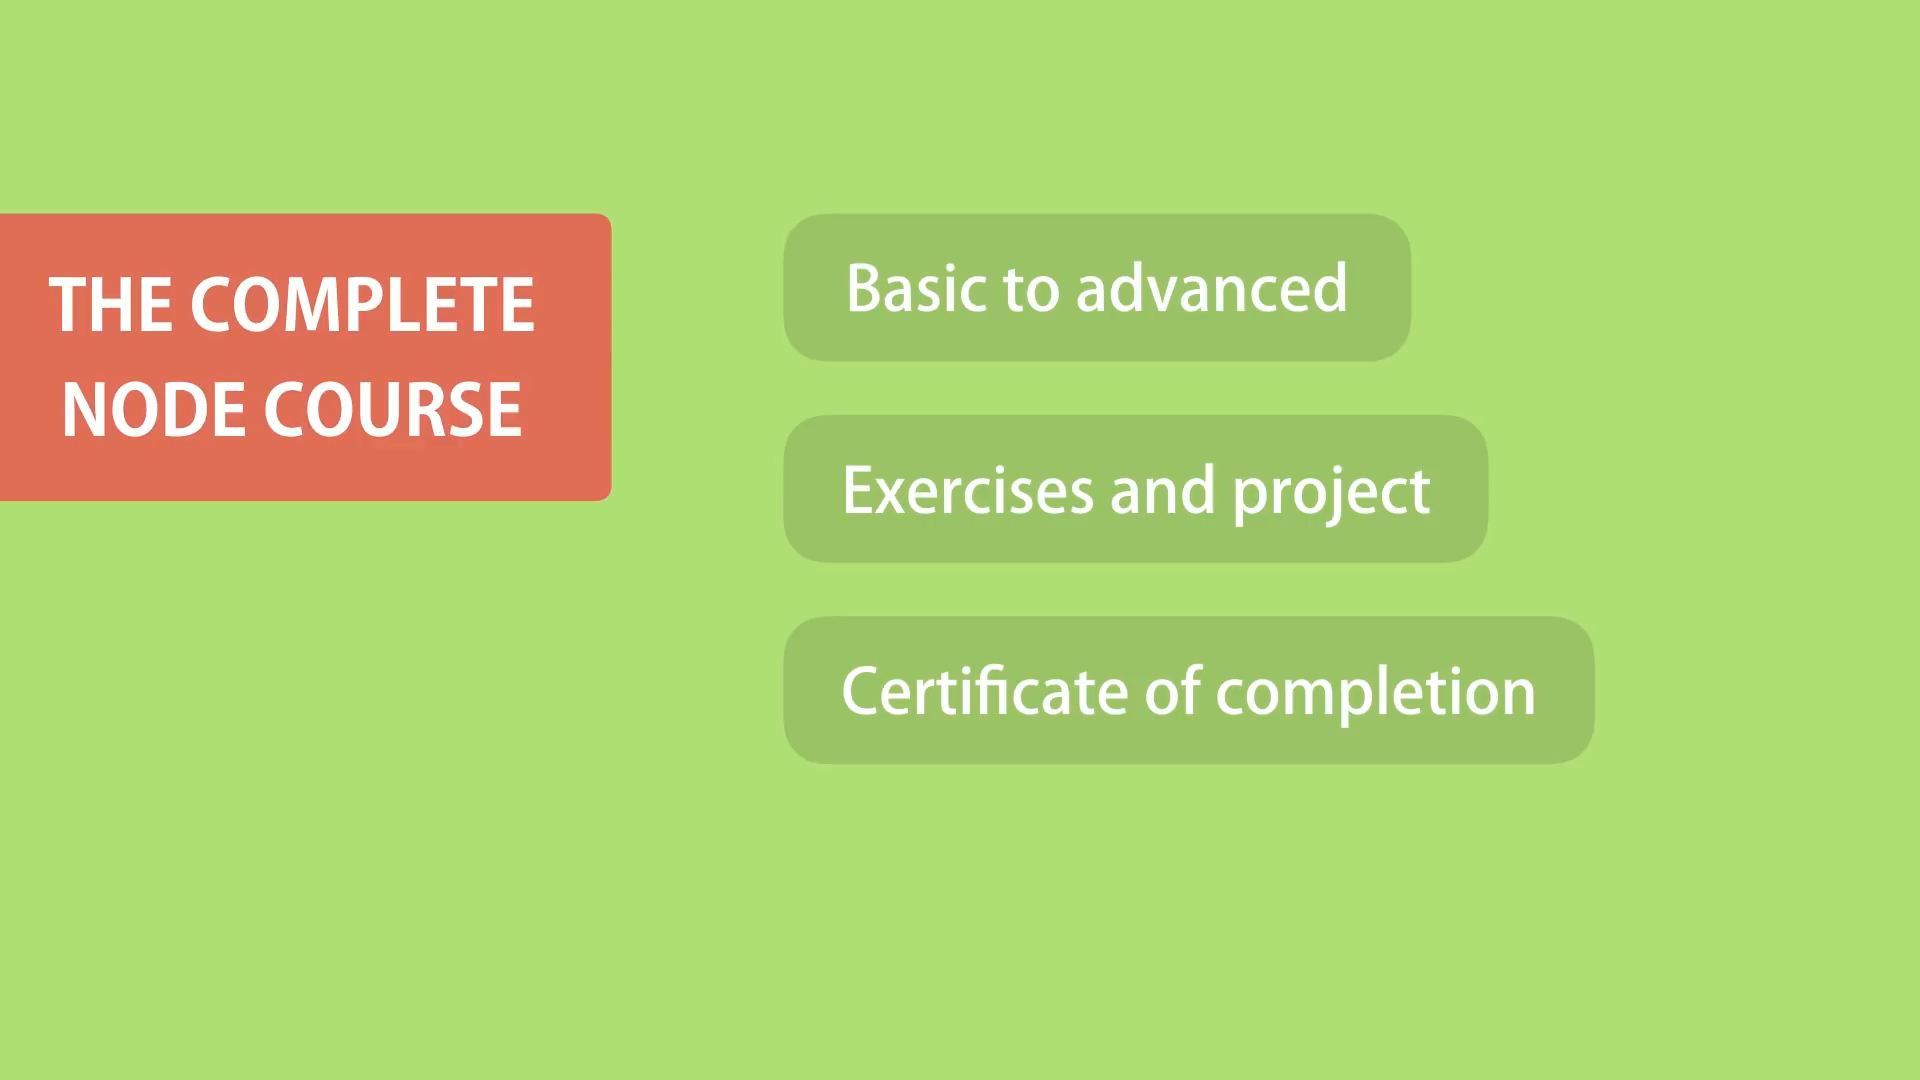 THE COMPLETE
NODE COURSE
Basic to advanced
Exercises and project
Certificate of completion